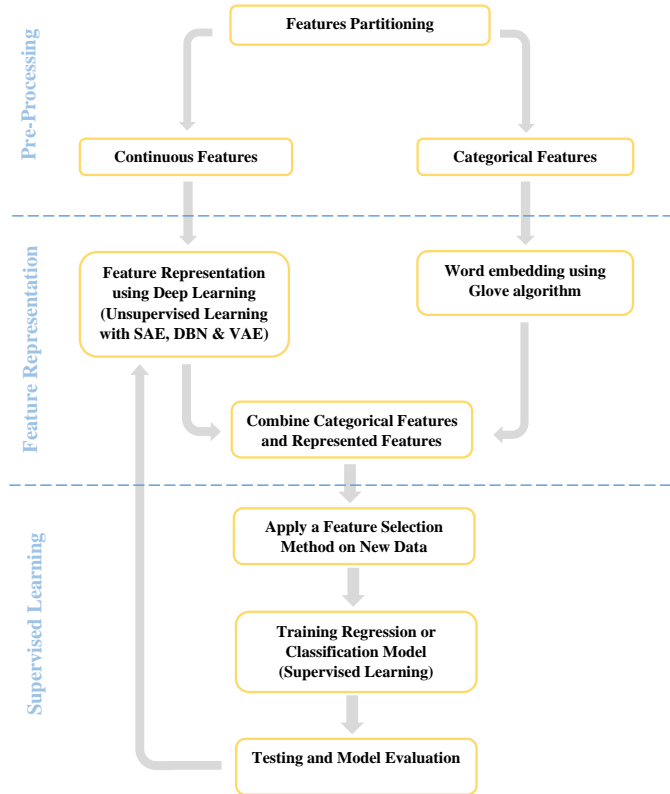 Pre-Processing
Features Partitioning
Continuous Features
Categorical Features
Feature Representation
Feature Representation
using Deep Learning
(Unsupervised Learning
with SAE, DBN & VAE)
Word embedding using
Glove algorithm
Combine Categorical Features
and Represented Features
Supervised Learning
Apply a Feature Selection
Method on New Data
Training Regression or
Classification Model
(Supervised Learning)
Testing and Model Evaluation